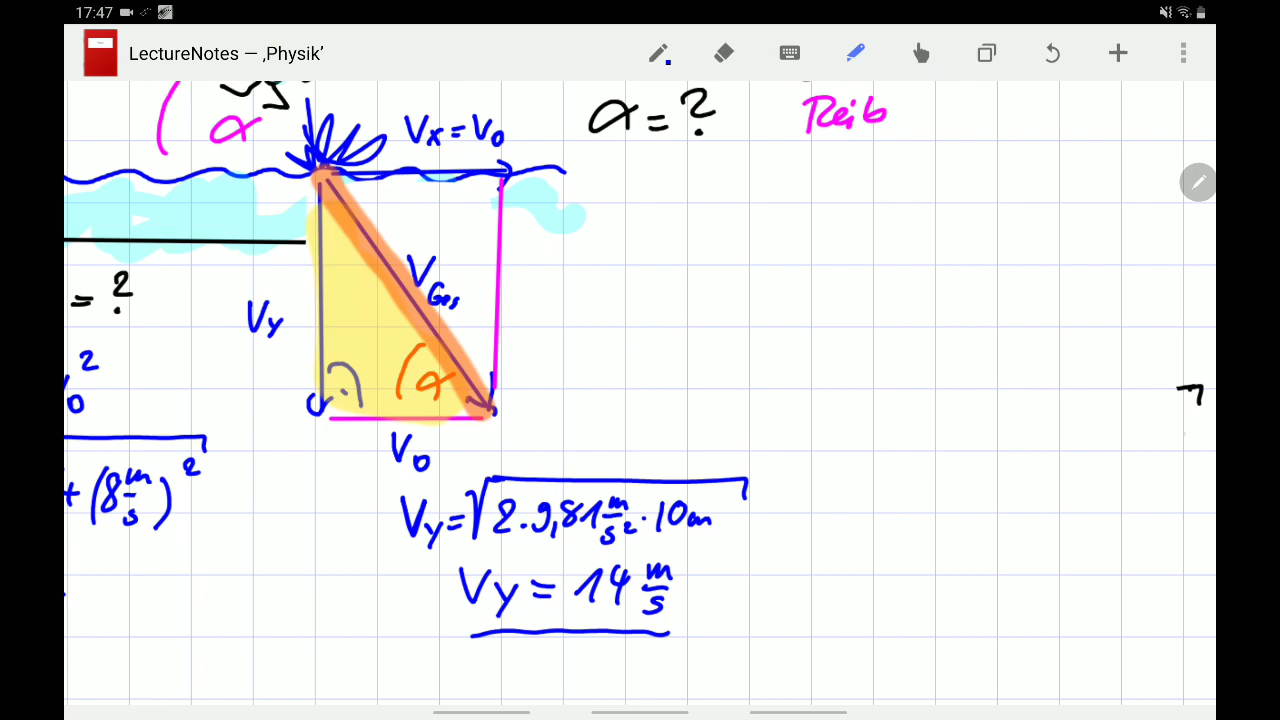 17:47
LectureNotes — ‚Physik‘
α
Vx = V0
α = ?
Reib
= ?
Vy
VGes
α
V0
0²
+ (8 m/s)²
Vy = √2 · 9,81 m/s² · 10m
Vy = 14 m/s